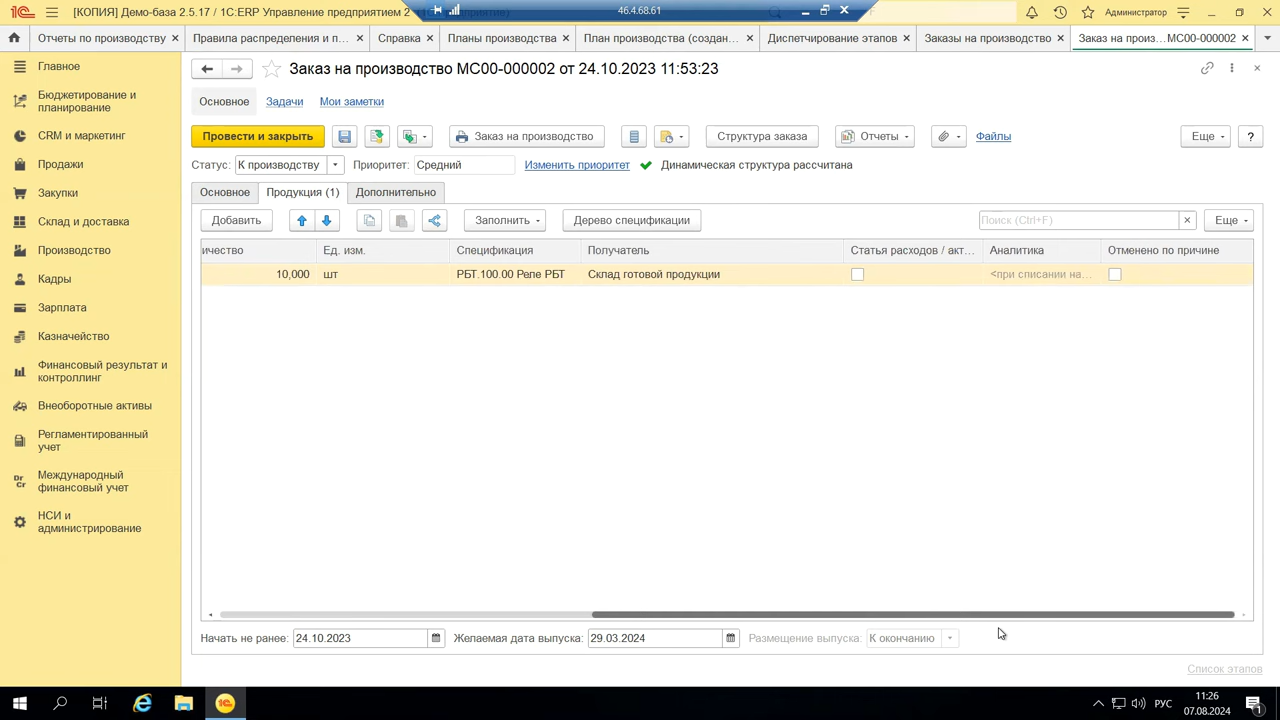 [КОПИЯ] Демо-база 2.5.17 / 1С:ERP Управление предприятием 2
46.4.68.61
Администратор
Отчеты по производству
Правила распределения и п...
Справка
Планы производства
План производства (создан...
Диспетчирование этапов
Заказы на производство
Заказ на произ... МС00-000002
Главное
Бюджетирование и
планирование
CRM и маркетинг
Продажи
Закупки
Склад и доставка
Производство
Кадры
Зарплата
Казначейство
Финансовый результат и
контроллинг
Внеоборотные активы
Регламентированный
учет
Dr
Cr
Международный
финансовый учет
НСИ и
администрирование
Заказ на производство МС00-000002 от 24.10.2023 11:53:23
Основное
Задачи
Мои заметки
Провести и закрыть
Заказ на производство
Структура заказа
Отчеты
Файлы
Еще
?
Статус:
К производству
Приоритет:
Средний
Изменить приоритет
Динамическая структура рассчитана
Основное
Продукция (1)
Дополнительно
Добавить
Заполнить
Дерево спецификации
Поиск (Ctrl+F)
Еще
ичество
Ед. изм.
Спецификация
Получатель
Статья расходов / акт...
Аналитика
Отменено по причине
10,000
шт
РБТ.100.00 Реле РБТ
Склад готовой продукции
<при списании на...
Начать не ранее:
24.10.2023
Желаемая дата выпуска:
29.03.2024
Размещение выпуска:
К окончанию
Список этапов
РУС
11:26
07.08.2024
1